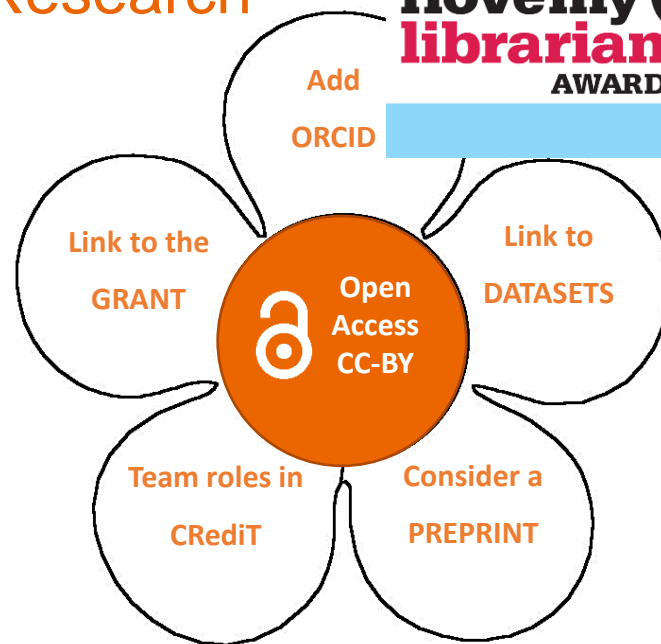 Research
librarian
AWARD
Add
ORCID
Link to the
GRANT
Link to
DATASETS
Open
Access
CC-BY
Team roles in
CRediT
Consider a
PREPRINT